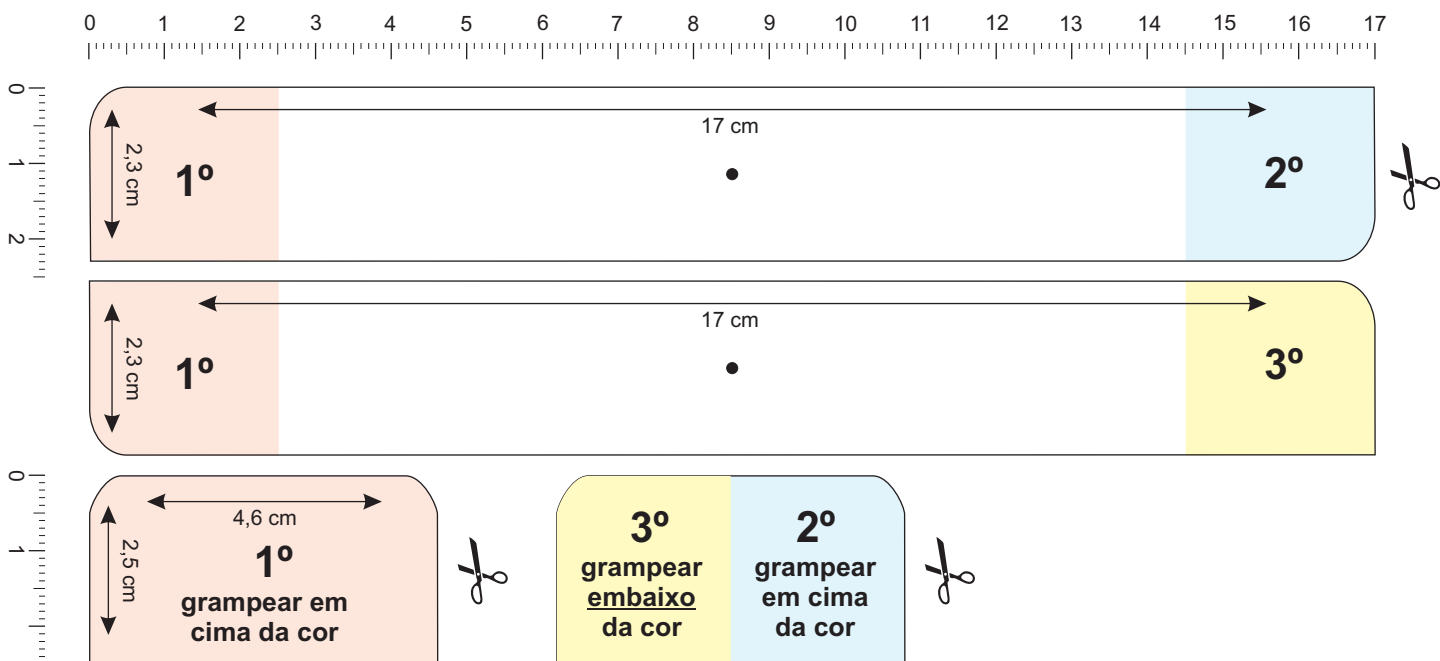 0 1 2 3 4 5 6 7 8 9 10 11 12 13 14 15 16 17
0
1
2
17 cm
2,3 cm
1º
2º
17 cm
2,3 cm
1º
3º
0
1
4,6 cm
2,5 cm
1º
grampear em
cima da cor
3º
grampear
embaixo
da cor
2º
grampear
em cima
da cor